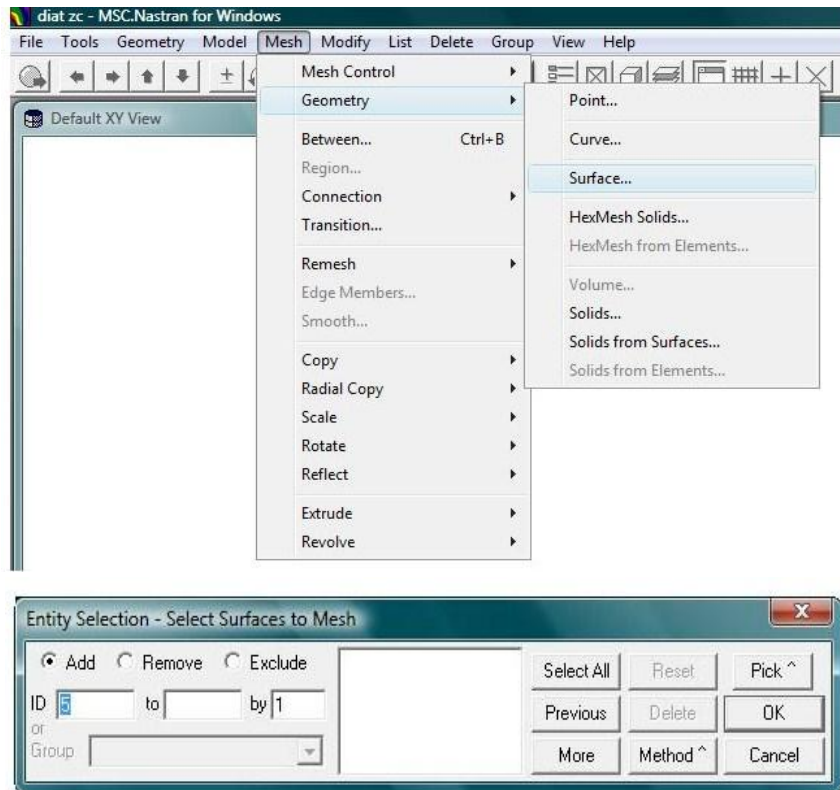 diat zc - MSC.Nastran for Windows
File Tools Geometry Model Mesh Modify List Delete Group View Help
Default XY View
Mesh Control
Geometry
Between... Ctrl+B
Region...
Connection
Transition...
Remesh
Edge Members...
Smooth...
Copy
Radial Copy
Scale
Rotate
Reflect
Extrude
Revolve
Point...
Curve...
Surface...
HexMesh Solids...
HexMesh from Elements...
Volume...
Solids...
Solids from Surfaces...
Solids from Elements...
Entity Selection - Select Surfaces to Mesh
Add Remove Exclude
ID 5 to by 1
or
Group
Select All Reset Pick ^
Previous Delete OK
More Method ^ Cancel